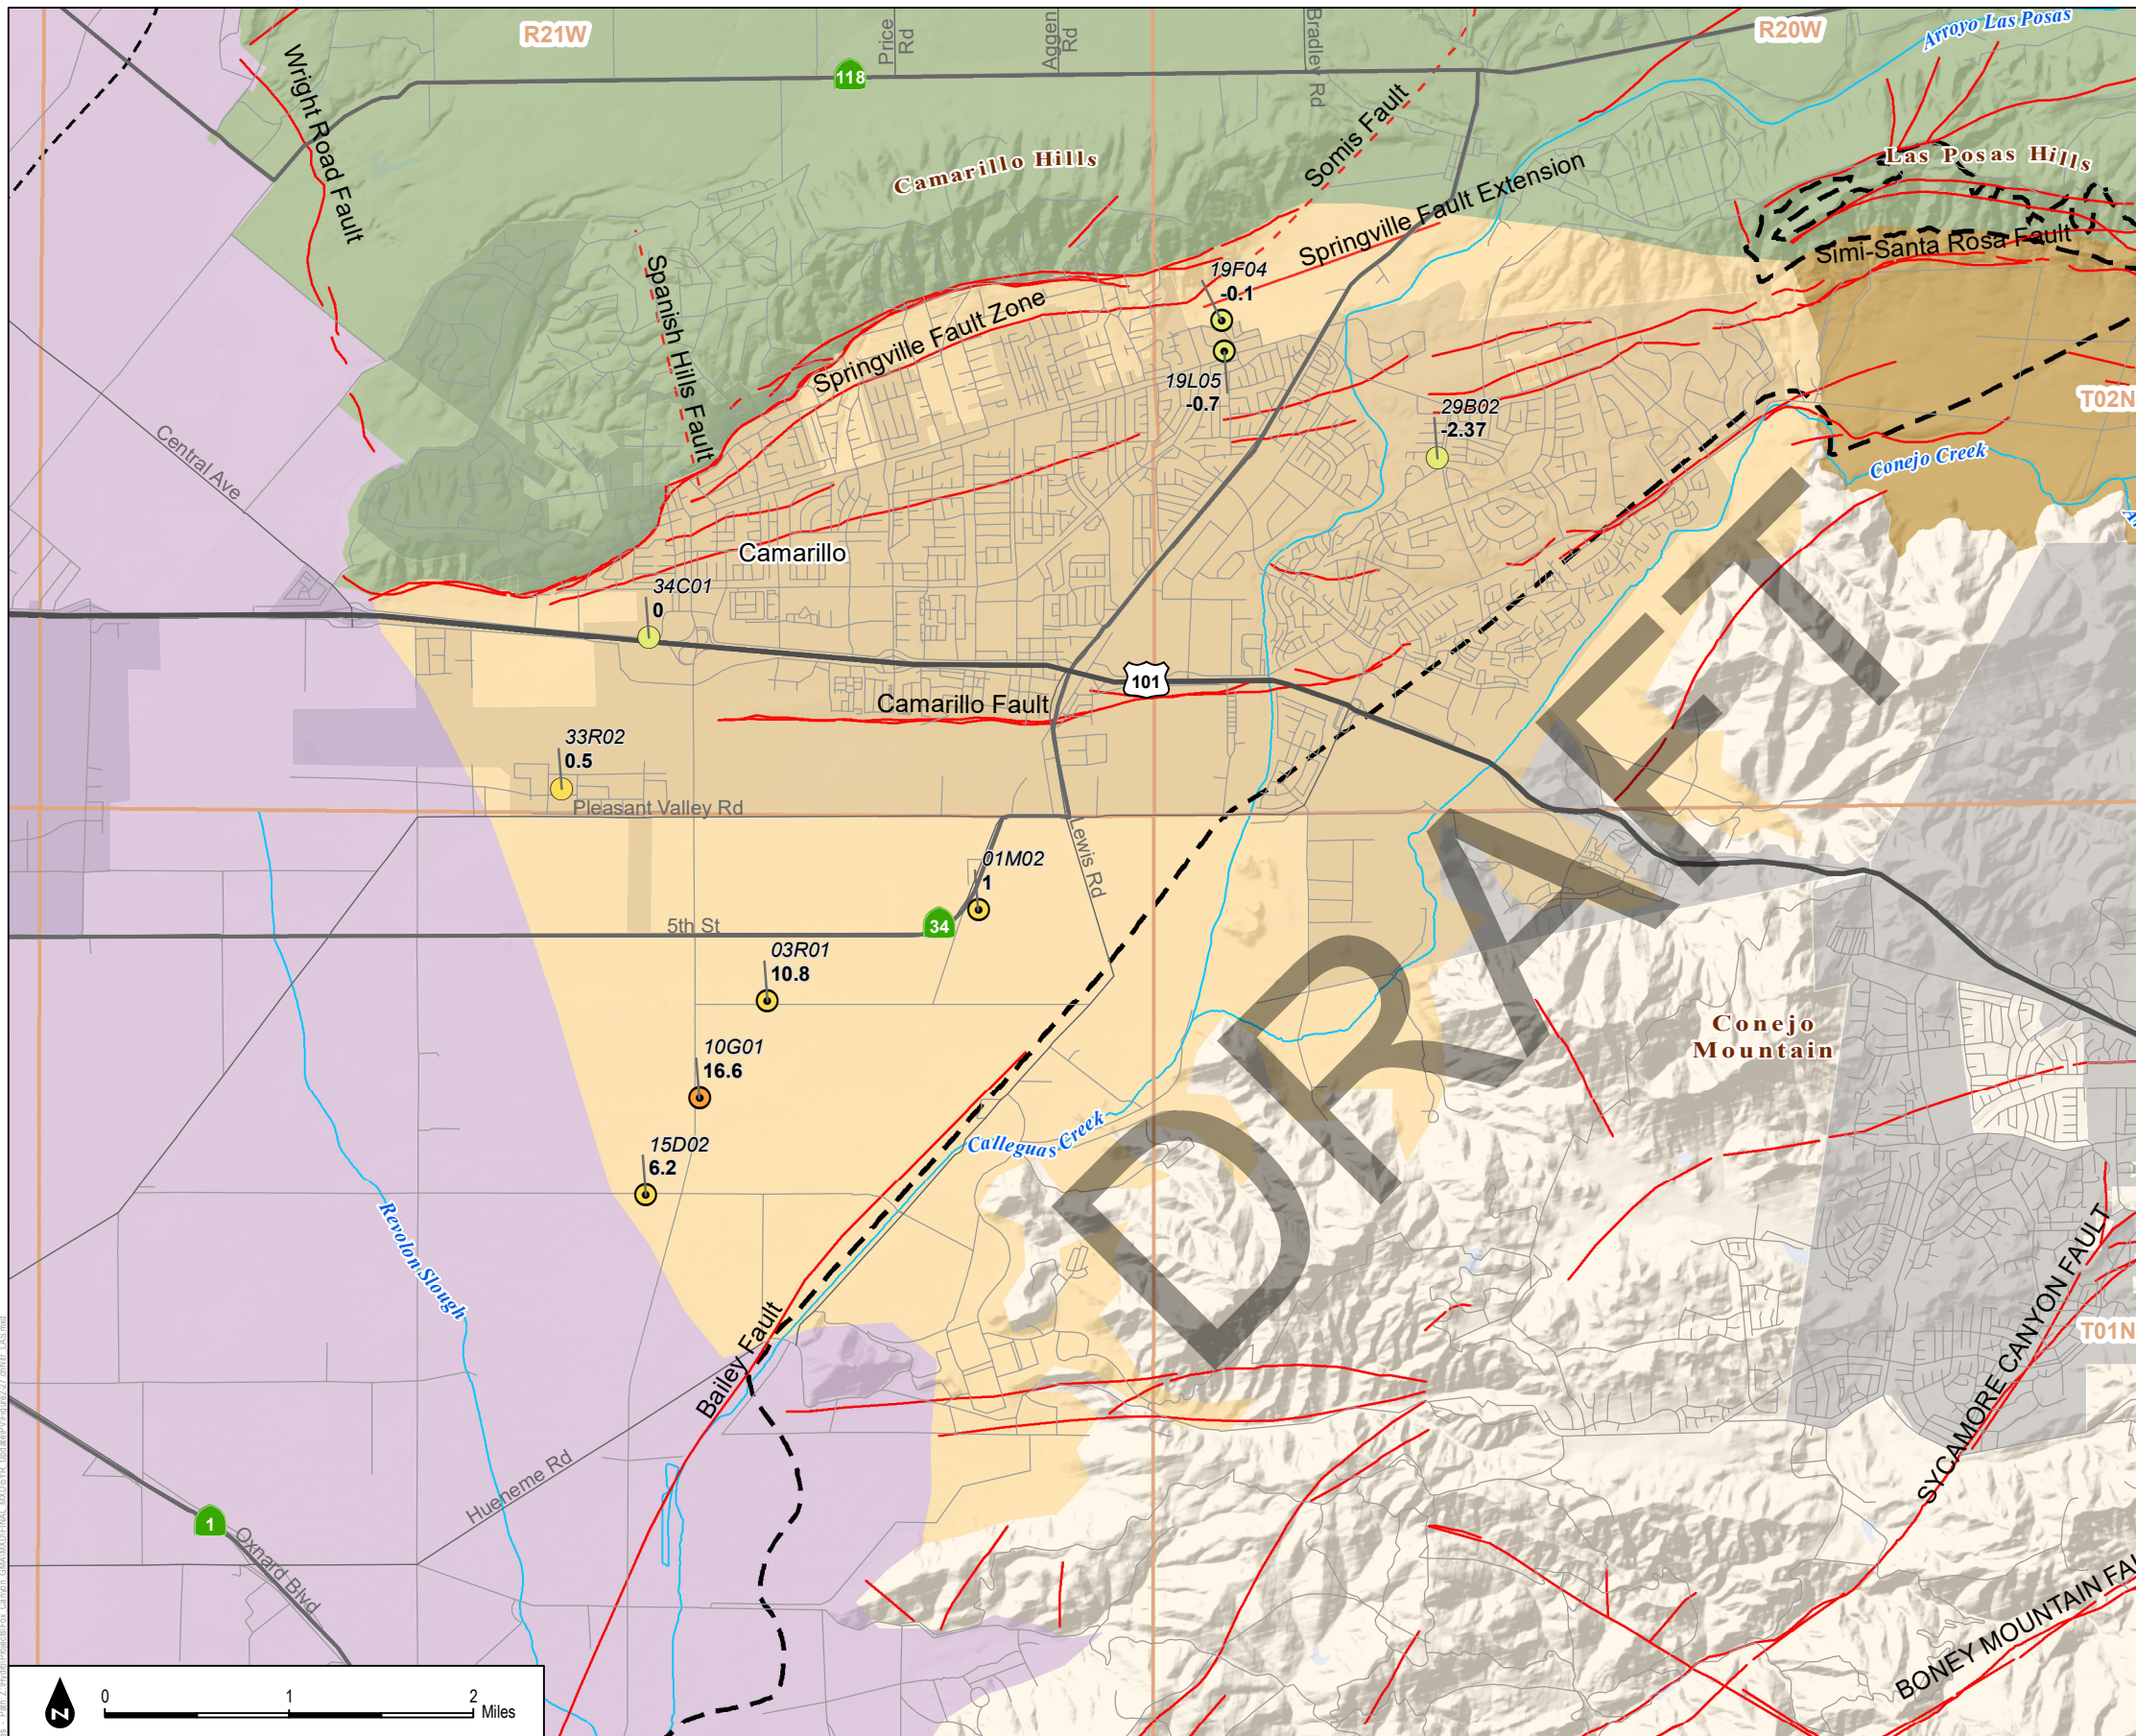 R21W
Price
Rd
Aggen
Rd
Bradley Rd
R20W
Arroyo Las Posas
118
Wright Road Fault
Camarillo Hills
Somis Fault
Las Posas Hills
Springville Fault Extension
Simi-Santa Rosa Fault
Spanish Hills Fault
19F04
-0.1
Springville Fault Zone
19L05
-0.7
29B02
-2.37
T02N
Central Ave
Conejo Creek
Camarillo
34C01
0
101
Camarillo Fault
33R02
0.5
Pleasant Valley Rd
Lewis Rd
01M02
1
34
5th St
03R01
10.8
DRAFT
Conejo
Mountain
10G01
16.6
Calleguas Creek
15D02
6.2
Revolon Slough
SYCAMORE CANYON FAULT
T01N
Bailey Fault
Hueneme Rd
1
Oxnard Blvd
BONEY MOUNTAIN FA
N
0 1 2 Miles